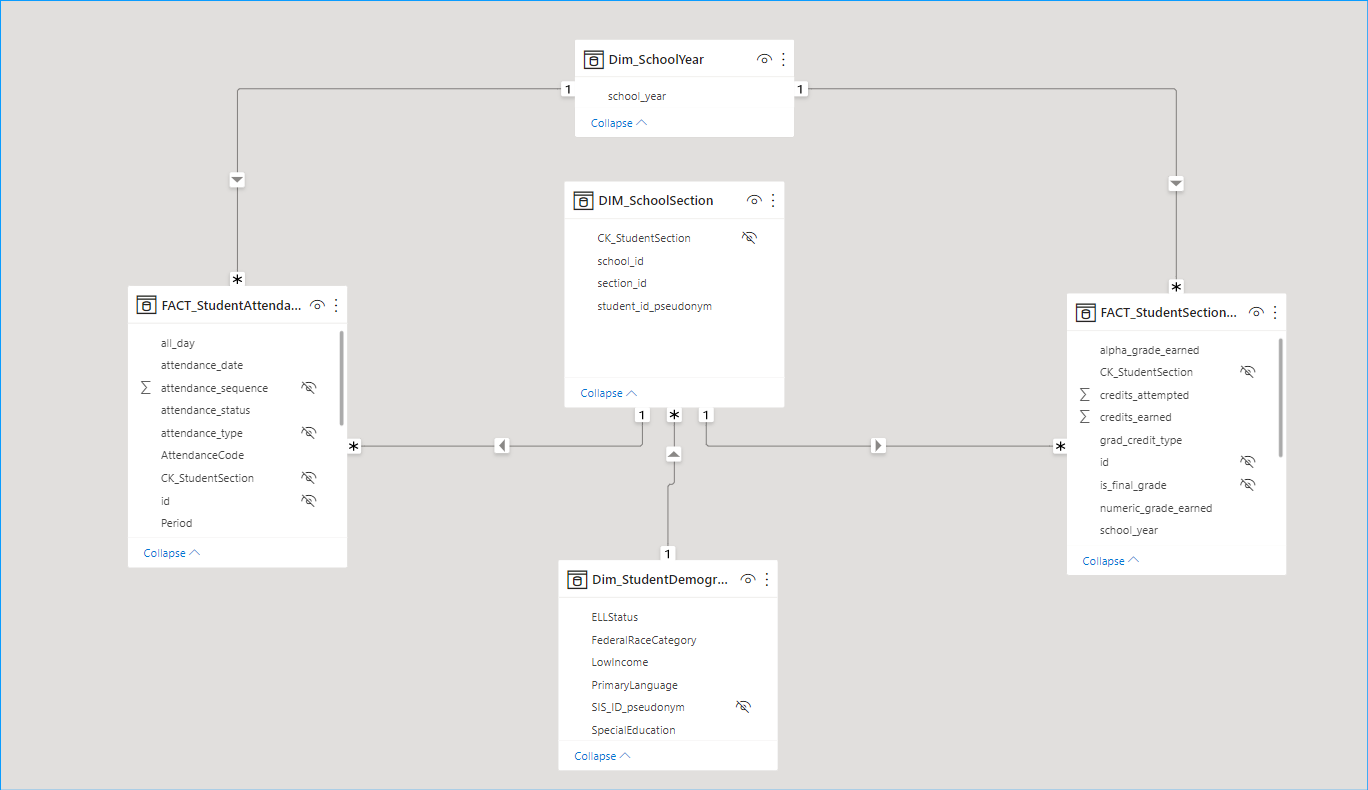 Dim_SchoolYear
1
school_year
1
Collapse
DIM_SchoolSection
CK_StudentSection
school_id
section_id
student_id_pseudonym
Collapse
1
*
1
*
FACT_StudentAttenda...
all_day
attendance_date
Σ attendance_sequence
attendance_status
attendance_type
AttendanceCode
CK_StudentSection
id
Period
Collapse
*
*
FACT_StudentSection...
alpha_grade_earned
CK_StudentSection
Σ credits_attempted
Σ credits_earned
grad_credit_type
id
is_final_grade
numeric_grade_earned
school_year
Collapse
*
1
Dim_StudentDemogr...
ELLStatus
FederalRaceCategory
LowIncome
PrimaryLanguage
SIS_ID_pseudonym
SpecialEducation
Collapse